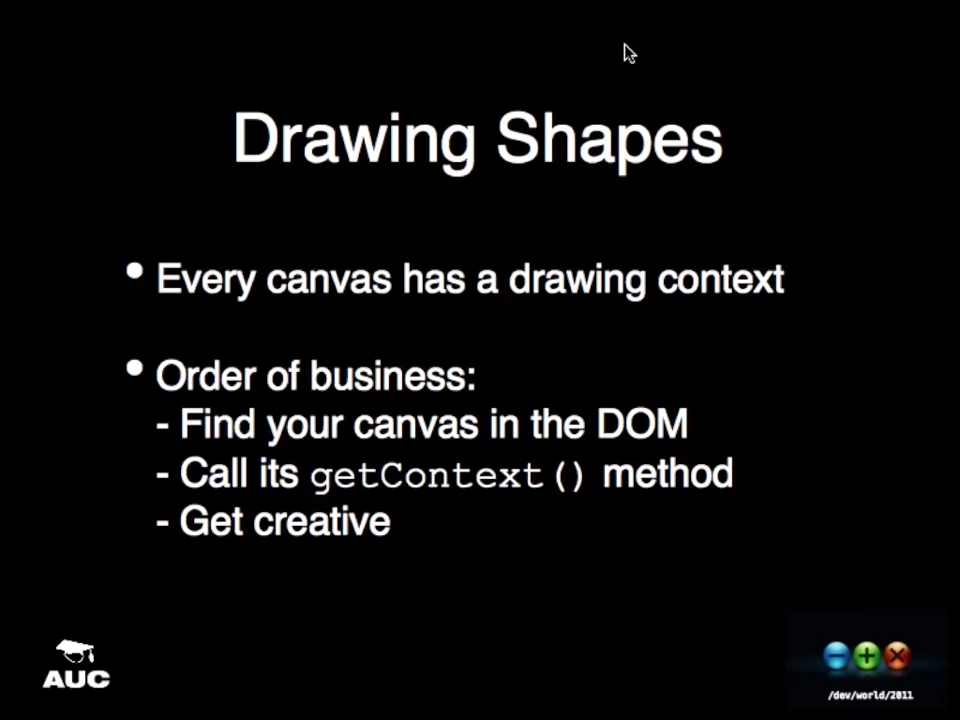 Drawing Shapes
• Every canvas has a drawing context
• Order of business:
- Find your canvas in the DOM
- Call its getContext() method
- Get creative
AUC
/dev/world/2011